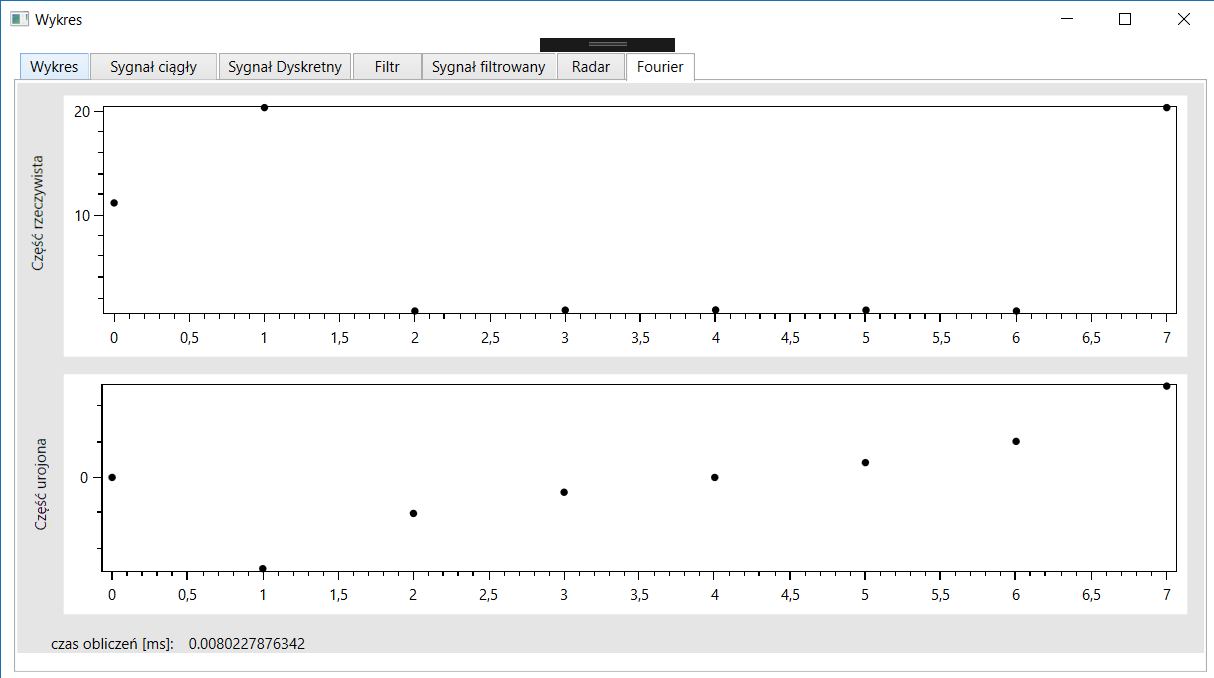 Wykres
Wykres Sygnał ciągły Sygnał Dyskretny Filtr Sygnał filtrowany Radar Fourier
Część rzeczywista
20
10
0 0,5 1 1,5 2 2,5 3 3,5 4 4,5 5 5,5 6 6,5 7
Część urojona
0
0 0,5 1 1,5 2 2,5 3 3,5 4 4,5 5 5,5 6 6,5 7
czas obliczeń [ms]: 0.0080227876342